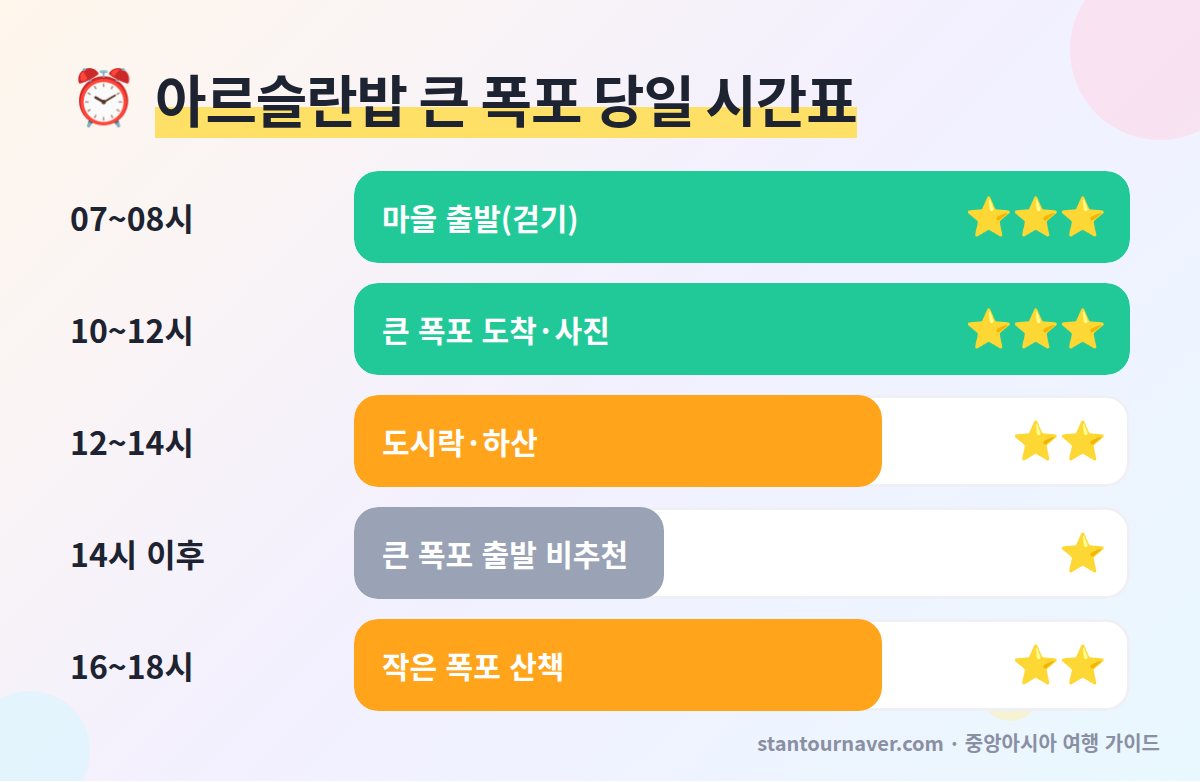 ⏰ 아르슬란밥 큰 폭포 당일 시간표
07~08시 마을 출발(걷기) ⭐⭐⭐
10~12시 큰 폭포 도착·사진 ⭐⭐⭐
12~14시 도시락·하산 ⭐⭐
14시 이후 큰 폭포 출발 비추천 ⭐
16~18시 작은 폭포 산책 ⭐⭐
stantournaver.com · 중앙아시아 여행 가이드